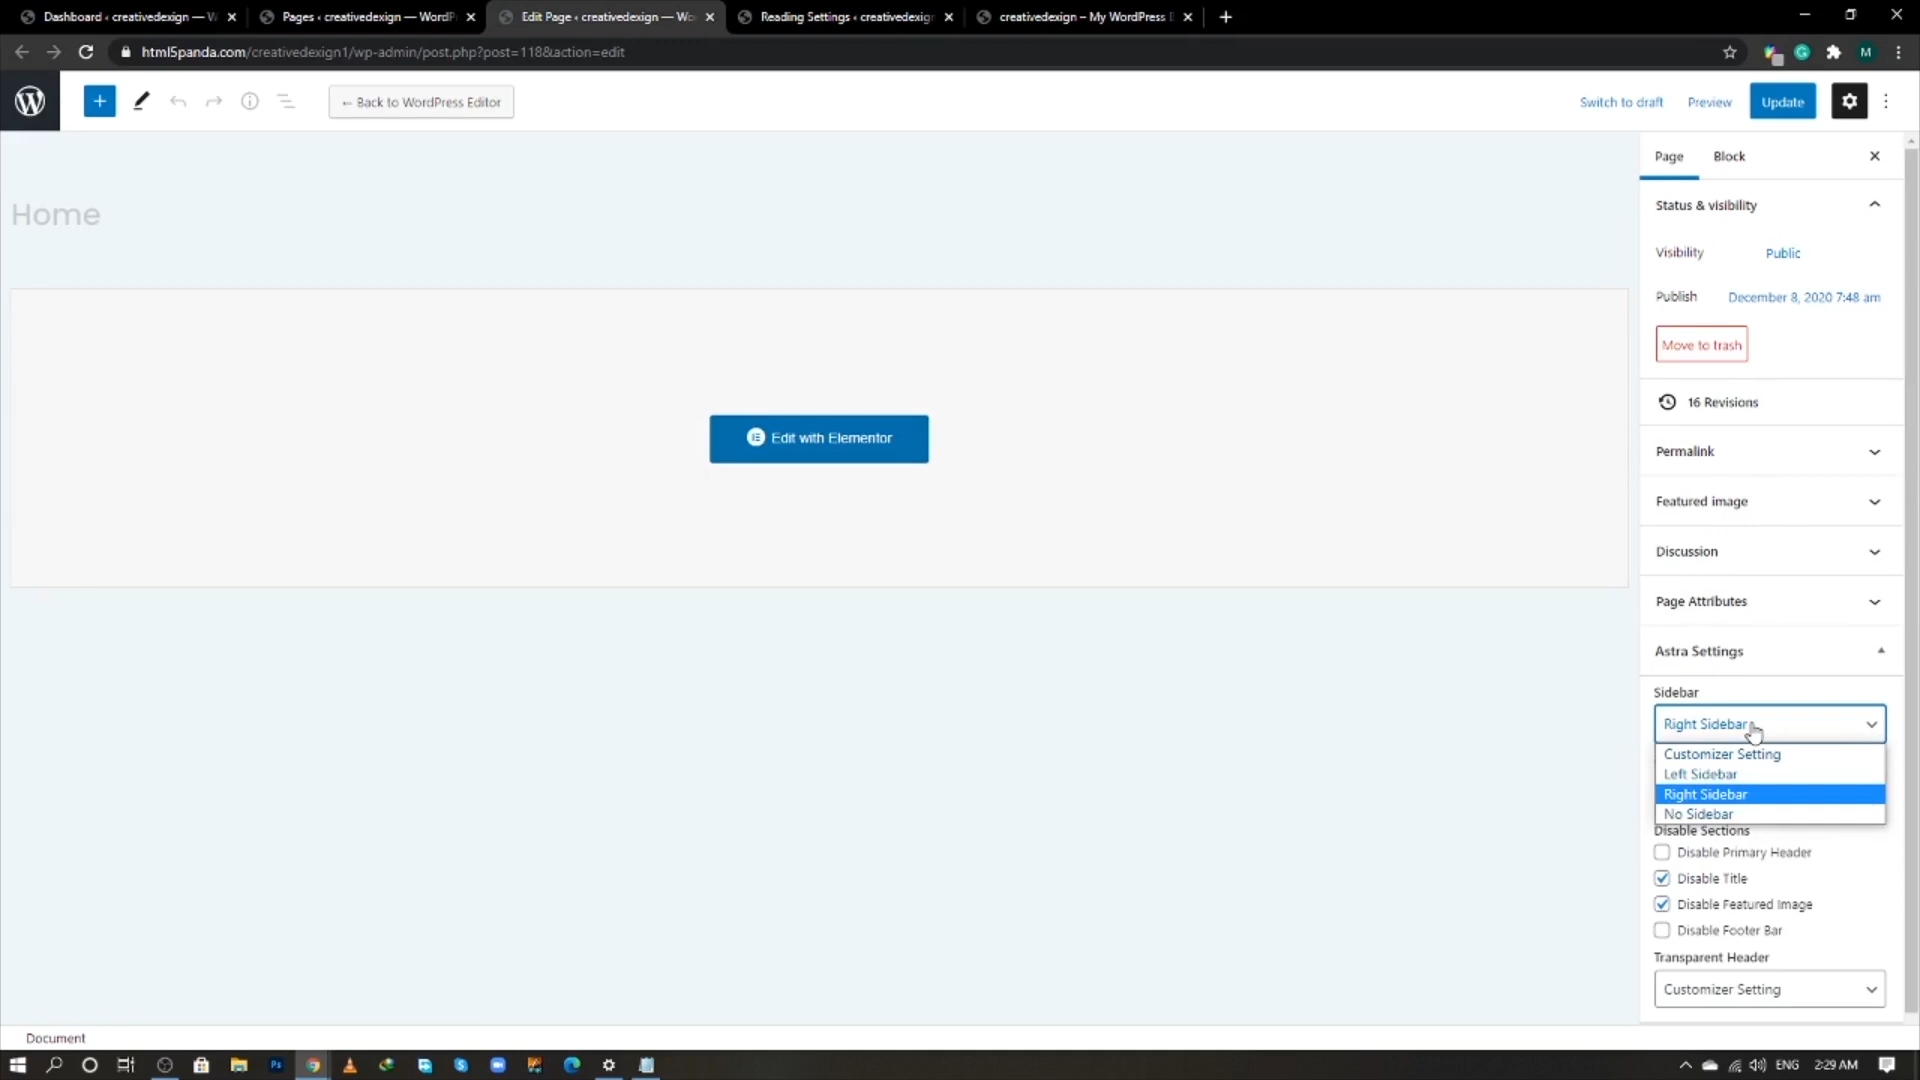 Dashboard ‹ creativedexign — W
Pages ‹ creativedexign — WordP
Edit Page ‹ creativedexign — Wo
Reading Settings ‹ creativedexign
creativedexign – My WordPress
html5panda.com/creativedexign1/wp-admin/post.php?post=118&action=edit
M
← Back to WordPress Editor
Switch to draft
Preview
Update
Page
Block
Home
Status & visibility
Visibility
Public
Publish
December 8, 2020 7:48 am
Move to trash
16 Revisions
Edit with Elementor
Permalink
Featured image
Discussion
Page Attributes
Astra Settings
Sidebar
Right Sidebar
Customizer Setting
Left Sidebar
Right Sidebar
No Sidebar
Disable Sections
Disable Primary Header
Disable Title
Disable Featured Image
Disable Footer Bar
Transparent Header
Customizer Setting
Document
Ps
ENG
2:29 AM